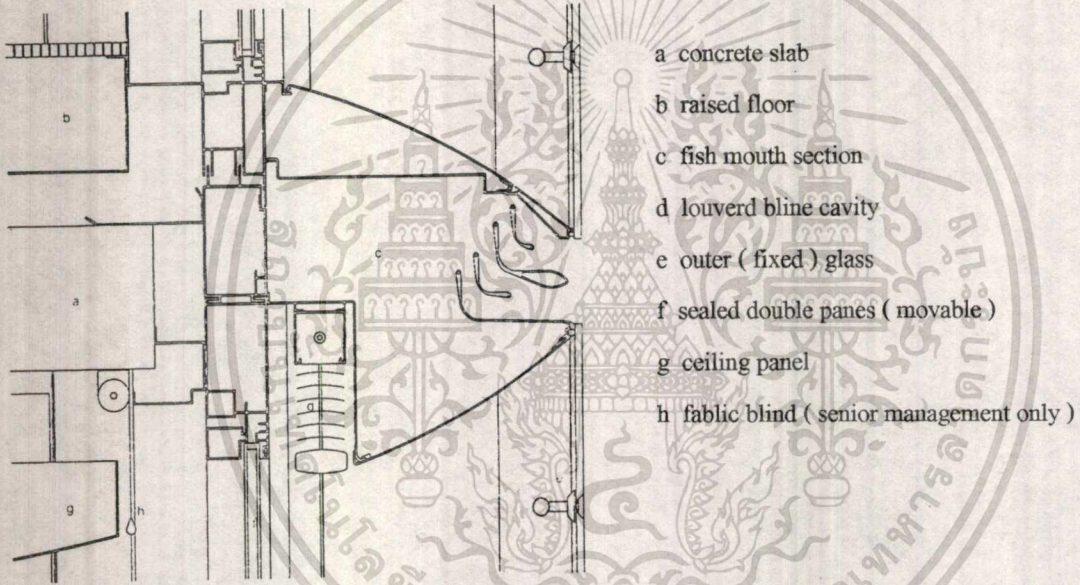 a concrete slab
b raised floor
c fish mouth section
d louverd bline cavity
e outer ( fixed ) glass
f sealed double panes ( movable )
g ceiling panel
h fablic blind ( senior management only )
b
c
a
g
h